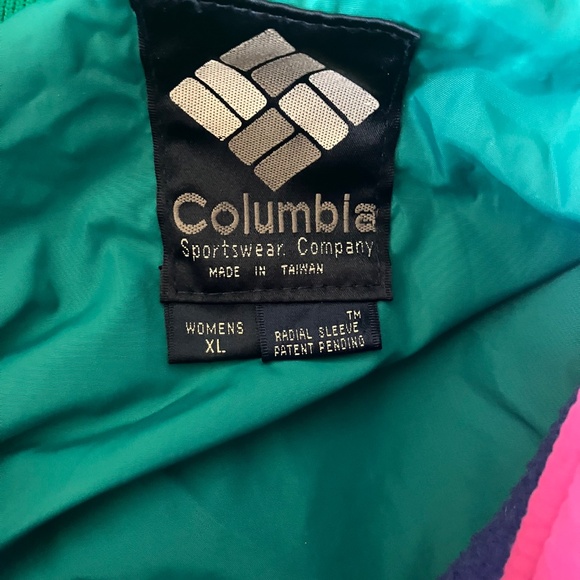 Columbia
Sportswear Company
MADE IN TAIWAN
WOMENS
XL
TM
RADIAL SLEEVE
PATENT PENDING